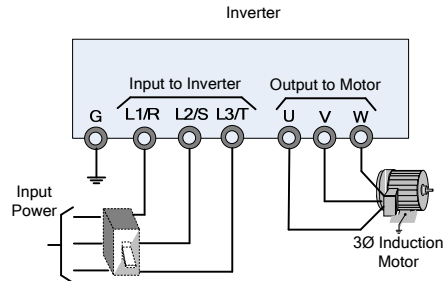 Inverter
Input to Inverter
Output to Motor
G L1/R L2/S L3/T U V W
Input
Power
3Ø Induction
Motor